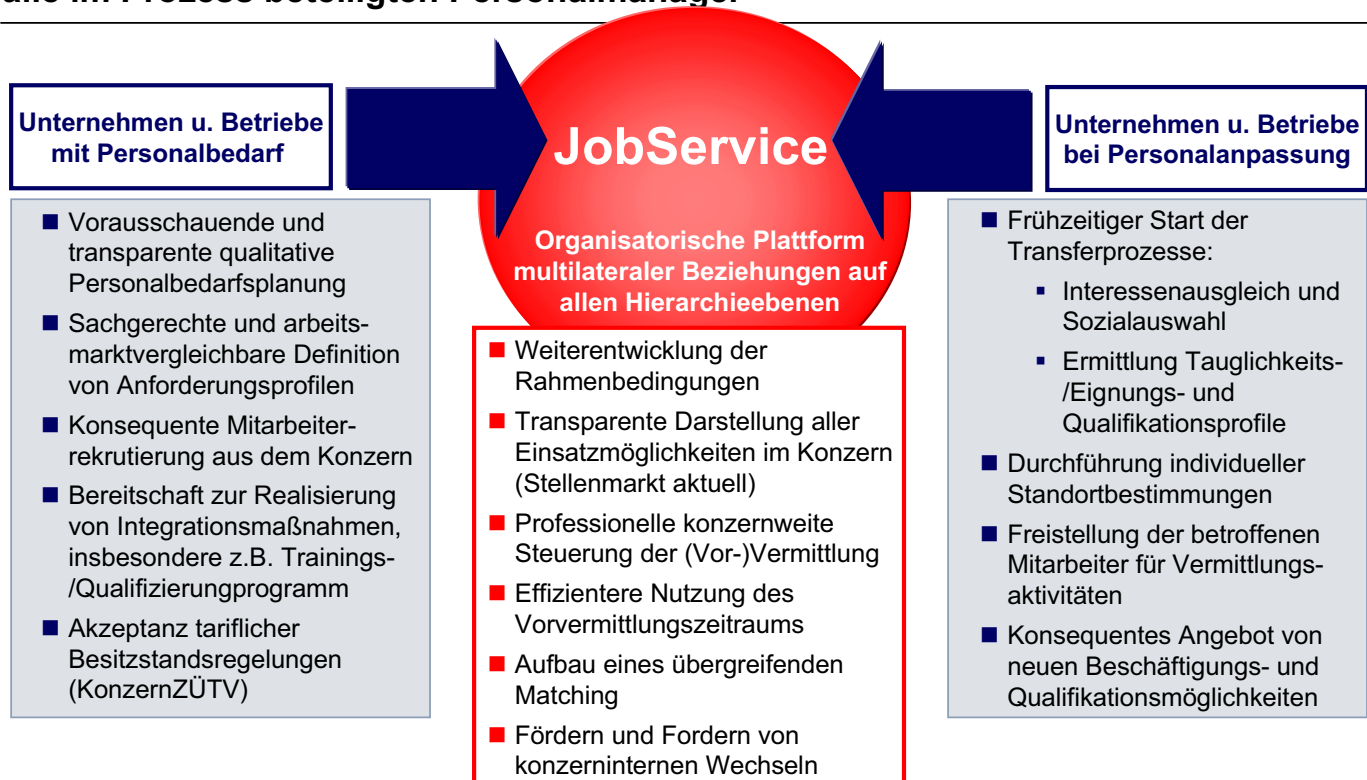 alle im Prozess beteiligten Personalmanager
Unternehmen u. Betriebe
mit Personalbedarf
■ Vorausschauende und
transparente qualitative
Personalbedarfsplanung
■ Sachgerechte und arbeits-
marktvergleichbare Definition
von Anforderungsprofilen
■ Konsequente Mitarbeiter-
rekrutierung aus dem Konzern
■ Bereitschaft zur Realisierung
von Integrationsmaßnahmen,
insbesondere z.B. Trainings-
/Qualifizierungprogramm
■ Akzeptanz tariflicher
Besitzstandsregelungen
(KonzernZÜTV)
JobService
Organisatorische Plattform
multilateraler Beziehungen auf
allen Hierarchieebenen
■ Weiterentwicklung der
Rahmenbedingungen
■ Transparente Darstellung aller
Einsatzmöglichkeiten im Konzern
(Stellenmarkt aktuell)
■ Professionelle konzernweite
Steuerung der (Vor-)Vermittlung
■ Effizientere Nutzung des
Vorvermittlungszeitraums
■ Aufbau eines übergreifenden
Matching
■ Fördern und Fordern von
konzerninternen Wechseln
Unternehmen u. Betriebe
bei Personalanpassung
■ Frühzeitiger Start der
Transferprozesse:
▪ Interessenausgleich und
Sozialauswahl
▪ Ermittlung Tauglichkeits-
/Eignungs- und
Qualifikationsprofile
■ Durchführung individueller
Standortbestimmungen
■ Freistellung der betroffenen
Mitarbeiter für Vermittlungs-
aktivitäten
■ Konsequentes Angebot von
neuen Beschäftigungs- und
Qualifikationsmöglichkeiten